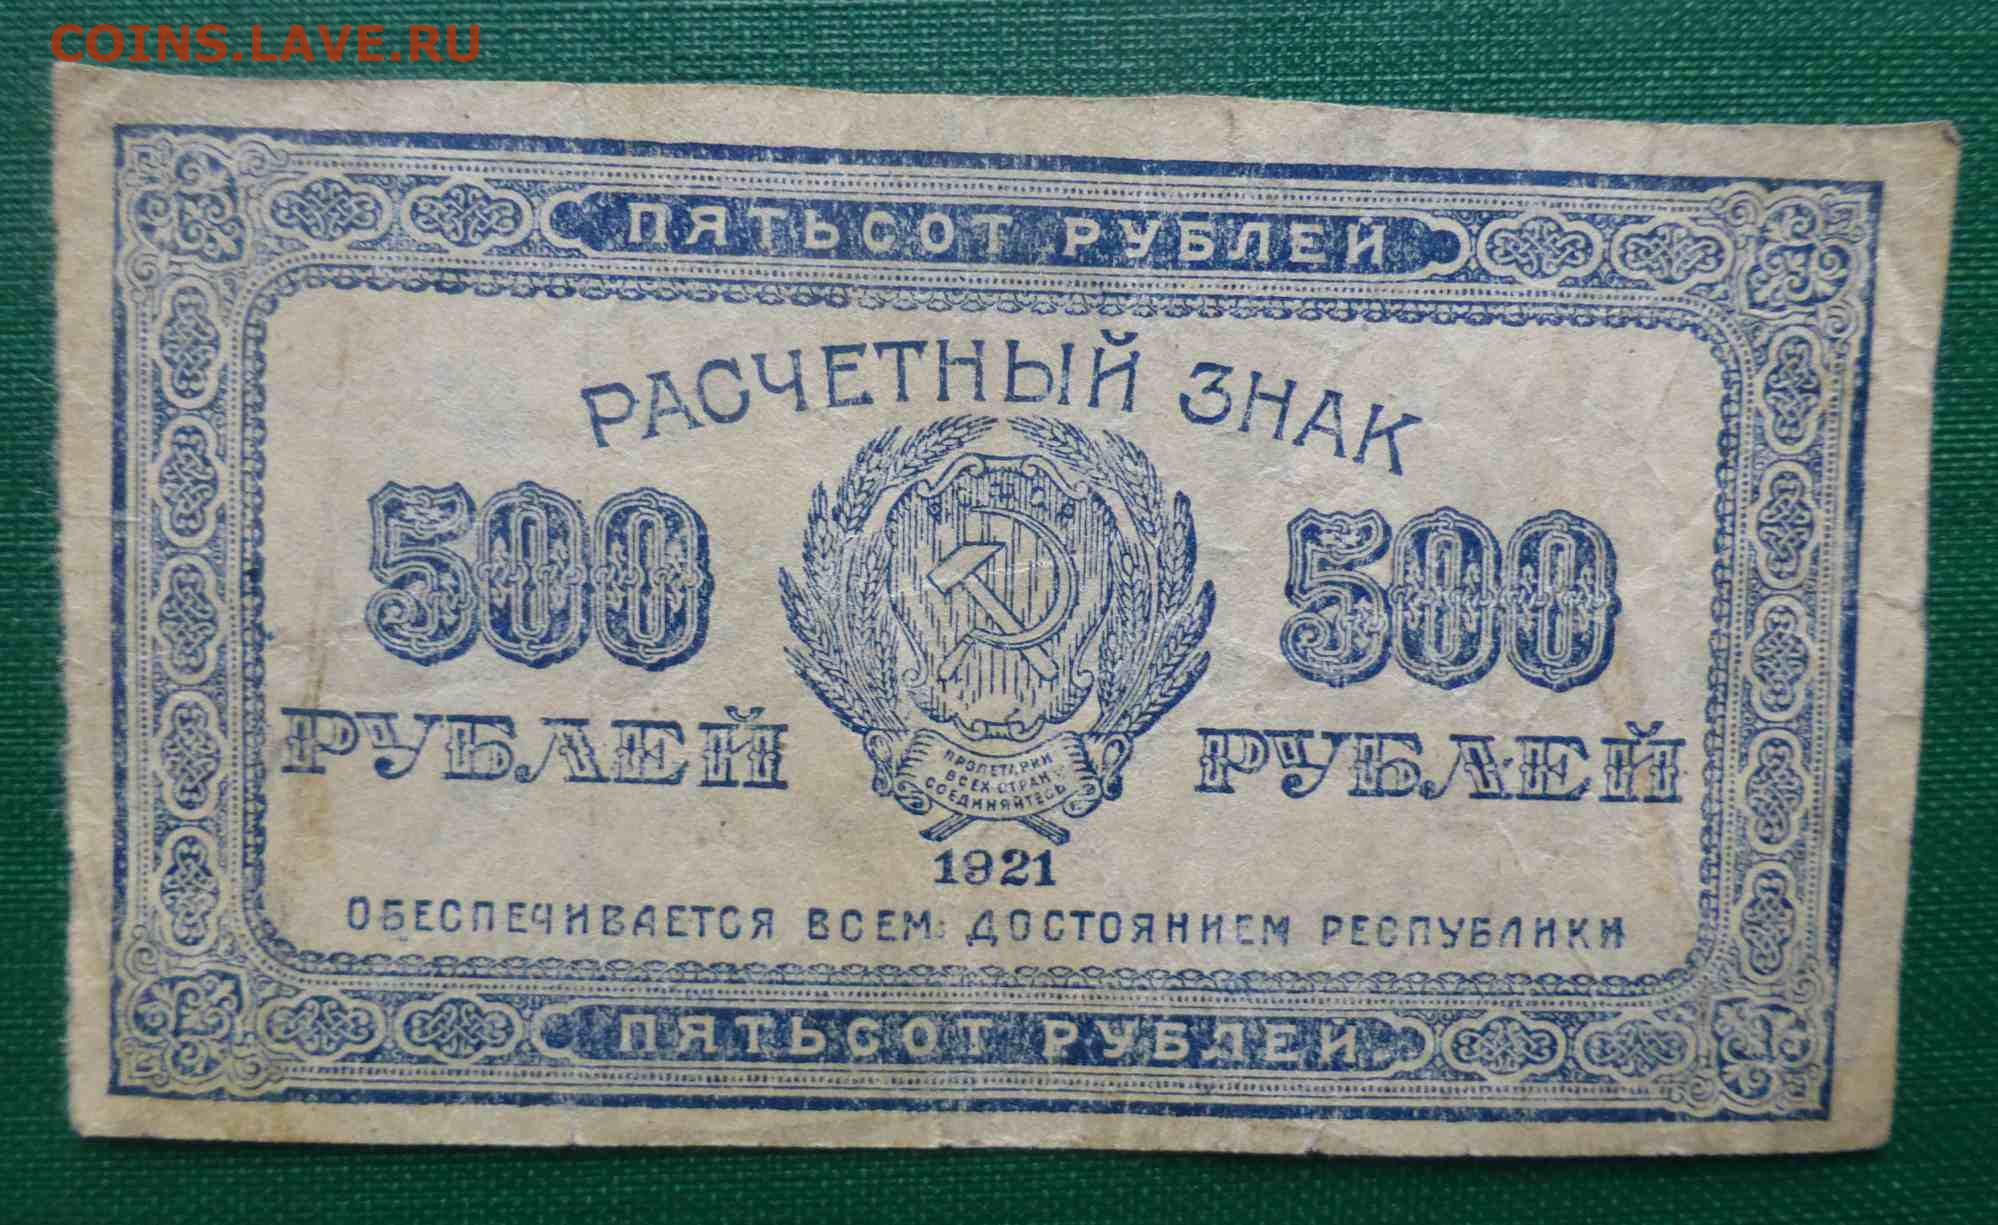 COINS.LAVE.RU
ПЯТЬСОТ РУБЛЕЙ
РАСЧЕТНЫЙ ЗНАК
500 500
РУБЛЕЙ РУБЛЕЙ
ПРОЛЕТАРИИ
ВСЕХ СТРАН
СОЕДИНЯЙТЕСЬ
1921
ОБЕСПЕЧИВАЕТСЯ ВСЕМ ДОСТОЯНИЕМ РЕСПУБЛИКИ
ПЯТЬСОТ РУБЛЕЙ